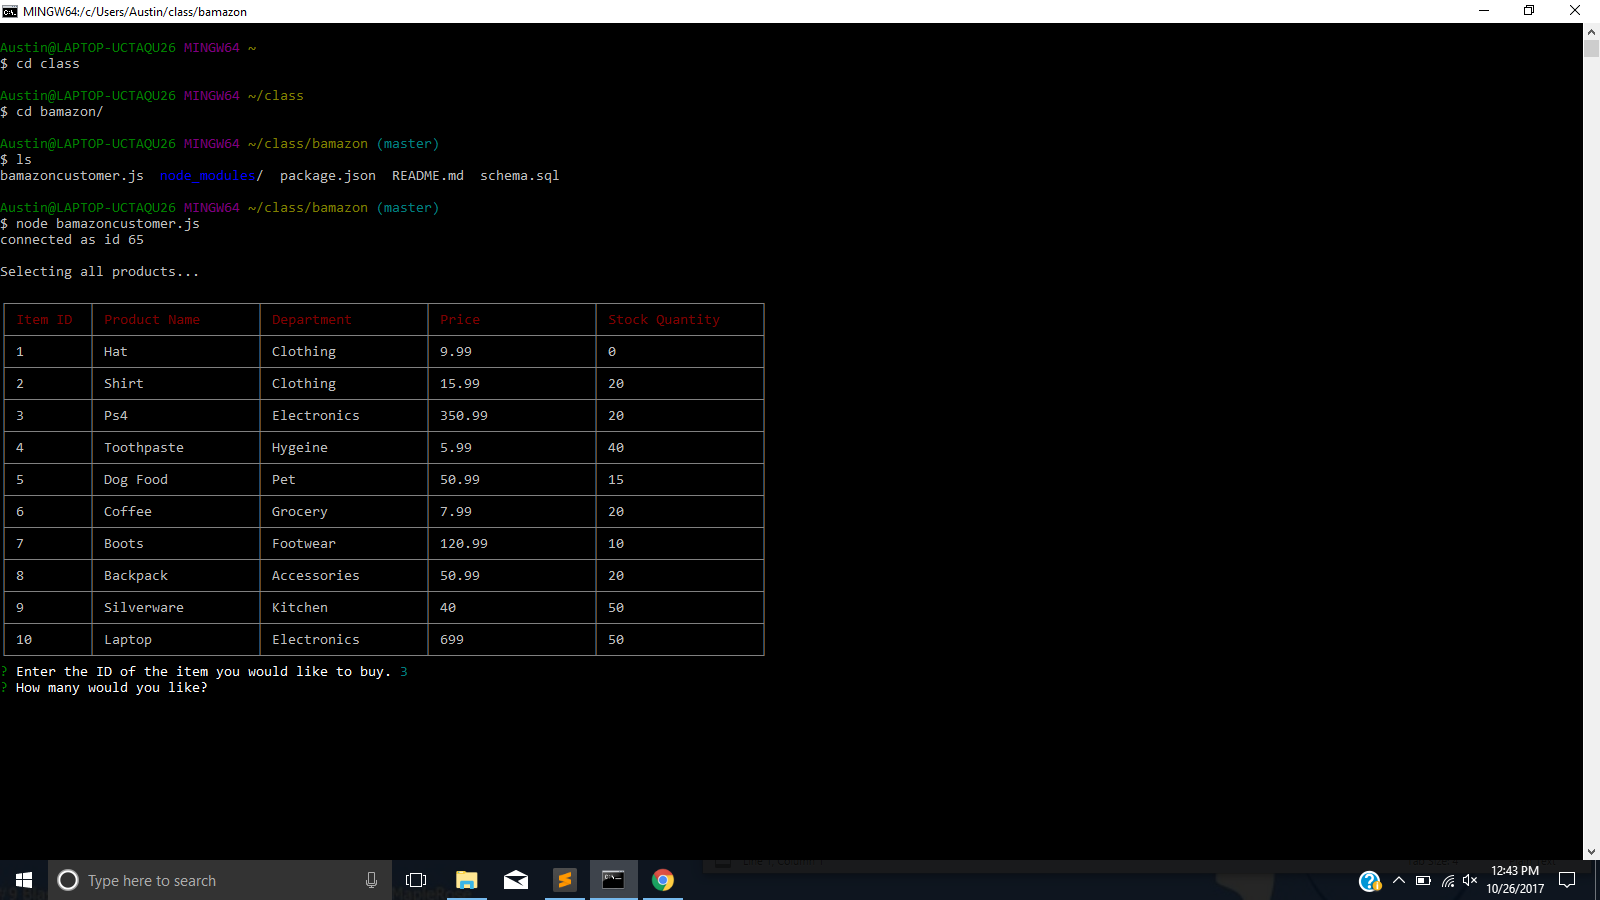 MINGW64:/c/Users/Austin/class/bamazon
Austin@LAPTOP-UCTAQU26 MINGW64 ~
$ cd class
Austin@LAPTOP-UCTAQU26 MINGW64 ~/class
$ cd bamazon/
Austin@LAPTOP-UCTAQU26 MINGW64 ~/class/bamazon (master)
$ ls
bamazoncustomer.js node_modules/ package.json README.md schema.sql
Austin@LAPTOP-UCTAQU26 MINGW64 ~/class/bamazon (master)
$ node bamazoncustomer.js
connected as id 65
Selecting all products...
Item ID Product Name Department Price Stock Quantity
1 Hat Clothing 9.99 0
2 Shirt Clothing 15.99 20
3 Ps4 Electronics 350.99 20
4 Toothpaste Hygeine 5.99 40
5 Dog Food Pet 50.99 15
6 Coffee Grocery 7.99 20
7 Boots Footwear 120.99 10
8 Backpack Accessories 50.99 20
9 Silverware Kitchen 40 50
10 Laptop Electronics 699 50
? Enter the ID of the item you would like to buy. 3
? How many would you like?
Type here to search
12:43 PM
10/26/2017